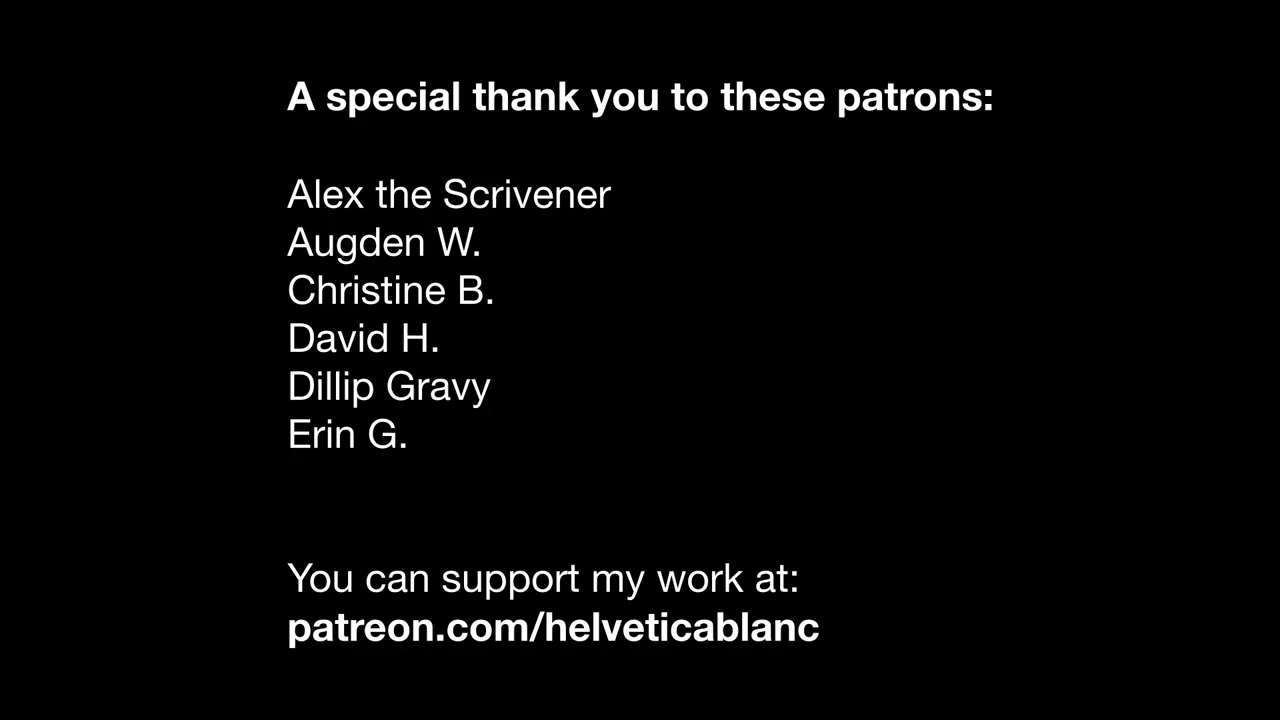 A special thank you to these patrons:
Alex the Scrivener
Augden W.
Christine B.
David H.
Dillip Gravy
Erin G.
You can support my work at:
patreon.com/helveticablanc